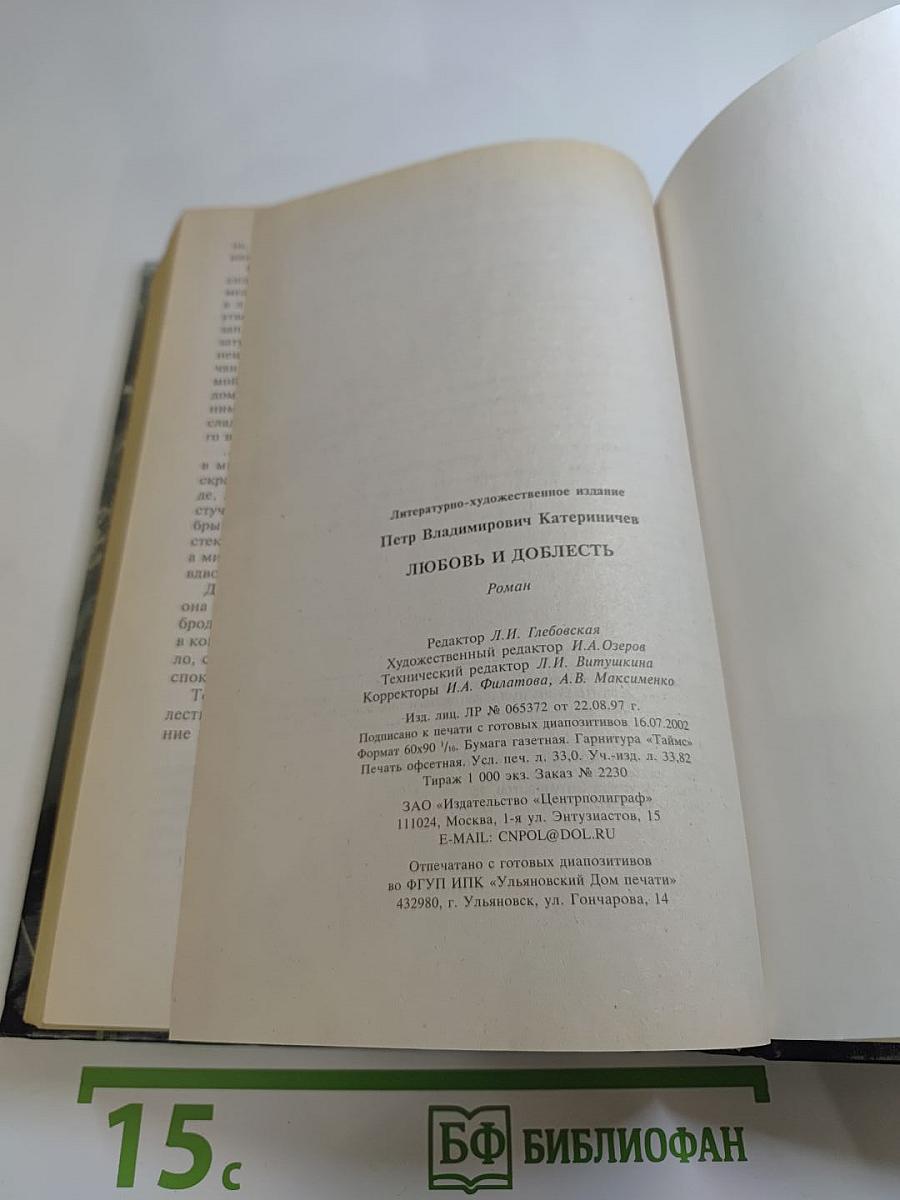 Литературно-художественное издание
Петр Владимирович Катериничев
ЛЮБОВЬ И ДОБЛЕСТЬ
Роман
Редактор Л.И. Глебовская
Художественный редактор И.А.Озеров
Технический редактор Л.И. Витушкина
Корректоры И.А. Филатова, А.В. Максименко
Изд. лиц. ЛР № 065372 от 22.08.97 г.
Подписано к печати с готовых диапозитивов 16.07.2002
Формат 60х90 1/16. Бумага газетная. Гарнитура «Таймс»
Печать офсетная. Усл. печ. л. 33,0. Уч.-изд. л. 33,82
Тираж 1 000 экз. Заказ № 2230
ЗАО «Издательство «Центрполиграф»
111024, Москва, 1-я ул. Энтузиастов, 15
E-MAIL: CNPOL@DOL.RU
Отпечатано с готовых диапозитивов
во ФГУП ИПК «Ульяновский Дом печати»
432980, г. Ульяновск, ул. Гончарова, 14
15 с
БФ БИБЛИОФАН